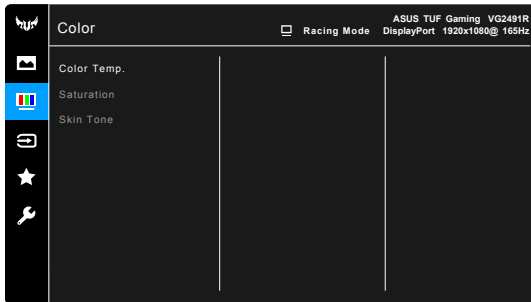 Color
Racing Mode
ASUS TUF Gaming VG2491R
DisplayPort 1920x1080@ 165Hz
Color Temp.
Saturation
Skin Tone